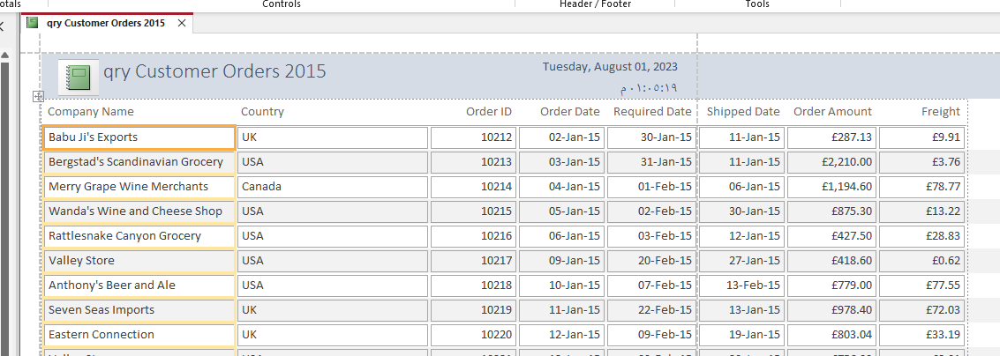 otals Controls Header / Footer Tools
qry Customer Orders 2015
qry Customer Orders 2015
Tuesday, August 01, 2023
٠١:٠٥:١٩ م
Company Name Country Order ID Order Date Required Date Shipped Date Order Amount Freight
Babu Ji's Exports UK 10212 02-Jan-15 30-Jan-15 11-Jan-15 £287.13 £9.91
Bergstad's Scandinavian Grocery USA 10213 03-Jan-15 31-Jan-15 11-Jan-15 £2,210.00 £3.76
Merry Grape Wine Merchants Canada 10214 04-Jan-15 01-Feb-15 06-Jan-15 £1,194.60 £78.77
Wanda's Wine and Cheese Shop USA 10215 05-Jan-15 02-Feb-15 30-Jan-15 £875.30 £13.22
Rattlesnake Canyon Grocery USA 10216 06-Jan-15 03-Feb-15 12-Jan-15 £427.50 £28.83
Valley Store USA 10217 09-Jan-15 20-Feb-15 27-Jan-15 £418.60 £0.62
Anthony's Beer and Ale USA 10218 10-Jan-15 07-Feb-15 13-Feb-15 £779.00 £77.55
Seven Seas Imports UK 10219 11-Jan-15 22-Feb-15 13-Jan-15 £978.40 £72.03
Eastern Connection UK 10220 12-Jan-15 09-Feb-15 19-Jan-15 £803.04 £33.19